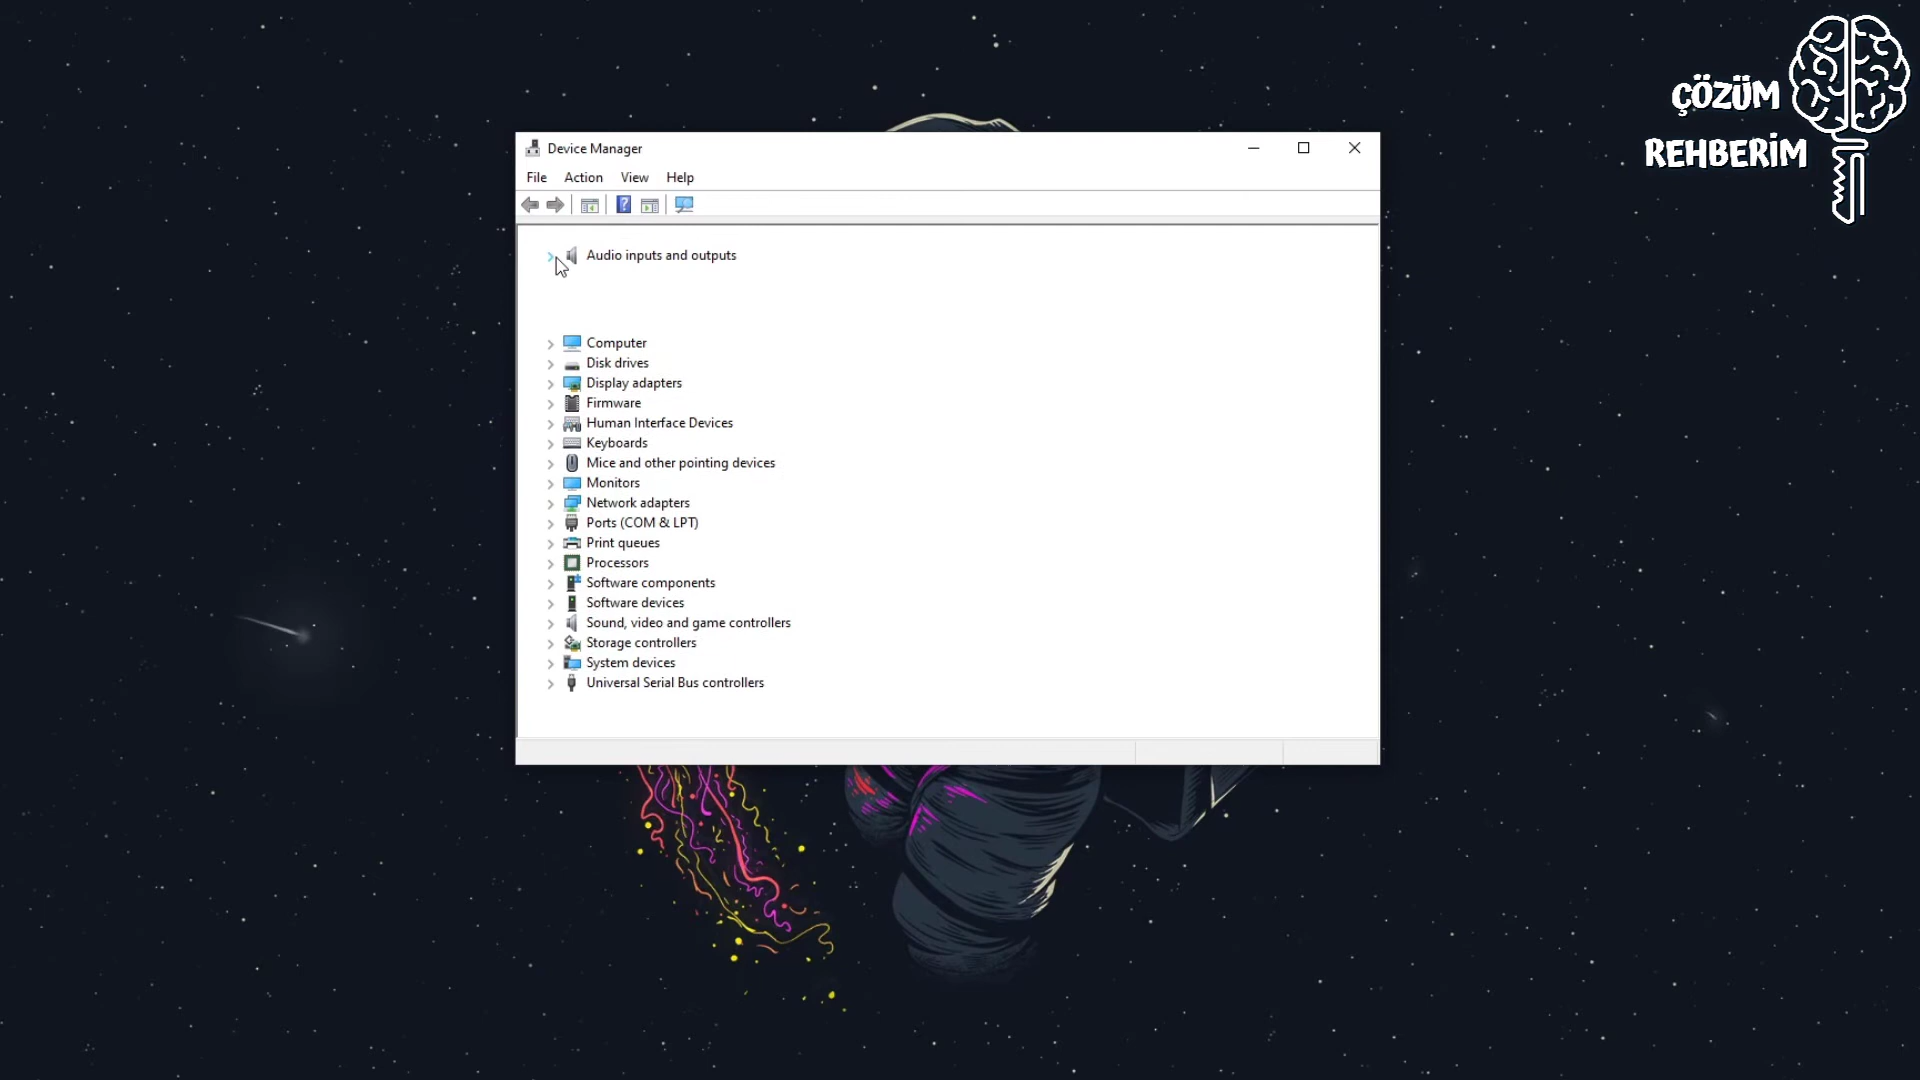 ÇÖZÜM
REHBERİM
Device Manager
File Action View Help
Audio inputs and outputs
Computer
Disk drives
Display adapters
Firmware
Human Interface Devices
Keyboards
Mice and other pointing devices
Monitors
Network adapters
Ports (COM & LPT)
Print queues
Processors
Software components
Software devices
Sound, video and game controllers
Storage controllers
System devices
Universal Serial Bus controllers